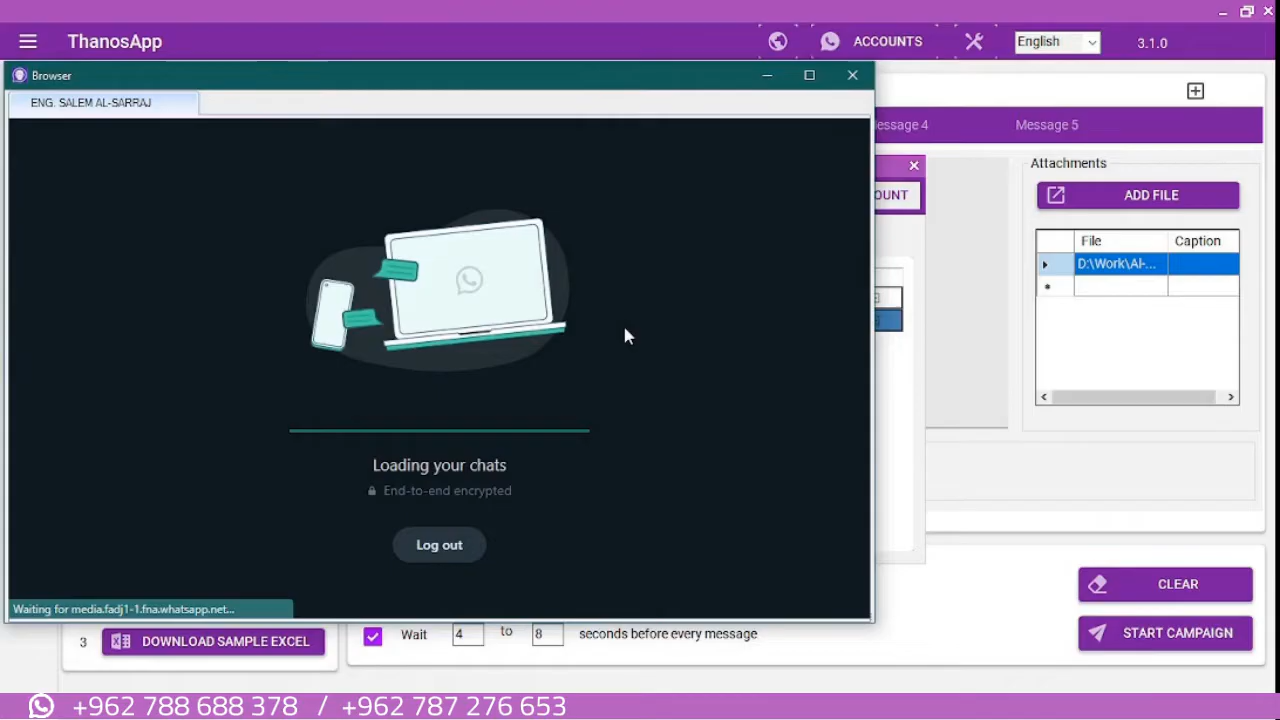 ThanosApp
ACCOUNTS
English
3.1.0
Browser
ENG. SALEM AL-SARRAJ
Message 5
Attachments
ADD FILE
File Caption
D:\Work\Al-...
Loading your chats
End-to-end encrypted
Log out
Waiting for media.fadj1-1.fna.whatsapp.net...
CLEAR
3 DOWNLOAD SAMPLE EXCEL
Wait 4 to 8 seconds before every message
START CAMPAIGN
+962 788 688 378 / +962 787 276 653